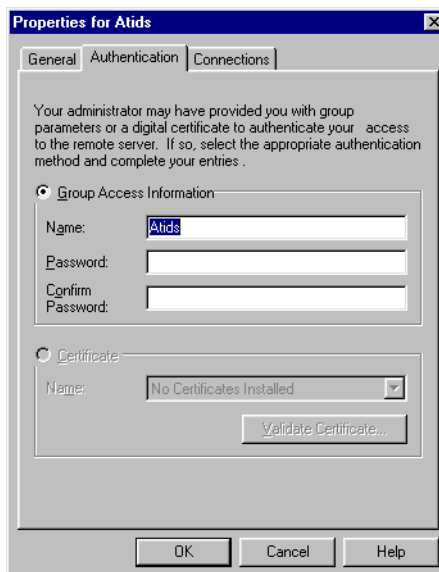 Properties for Atids
General Authentication Connections
Your administrator may have provided you with group
parameters or a digital certificate to authenticate your access
to the remote server. If so, select the appropriate authentication
method and complete your entries .
Group Access Information
Name: Atids
Password:
Confirm
Password:
Certificate
Name: No Certificates Installed
Validate Certificate...
OK Cancel Help